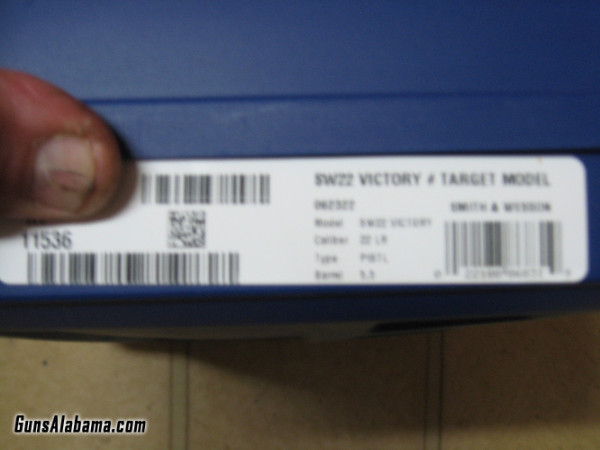 SW22 VICTORY # TARGET MODEL
062322 SMITH & WESSON
Model SW22 VICTORY
11536
Caliber 22 LR
Type PISTL
Barrel 5.5
GunsAlabama.com